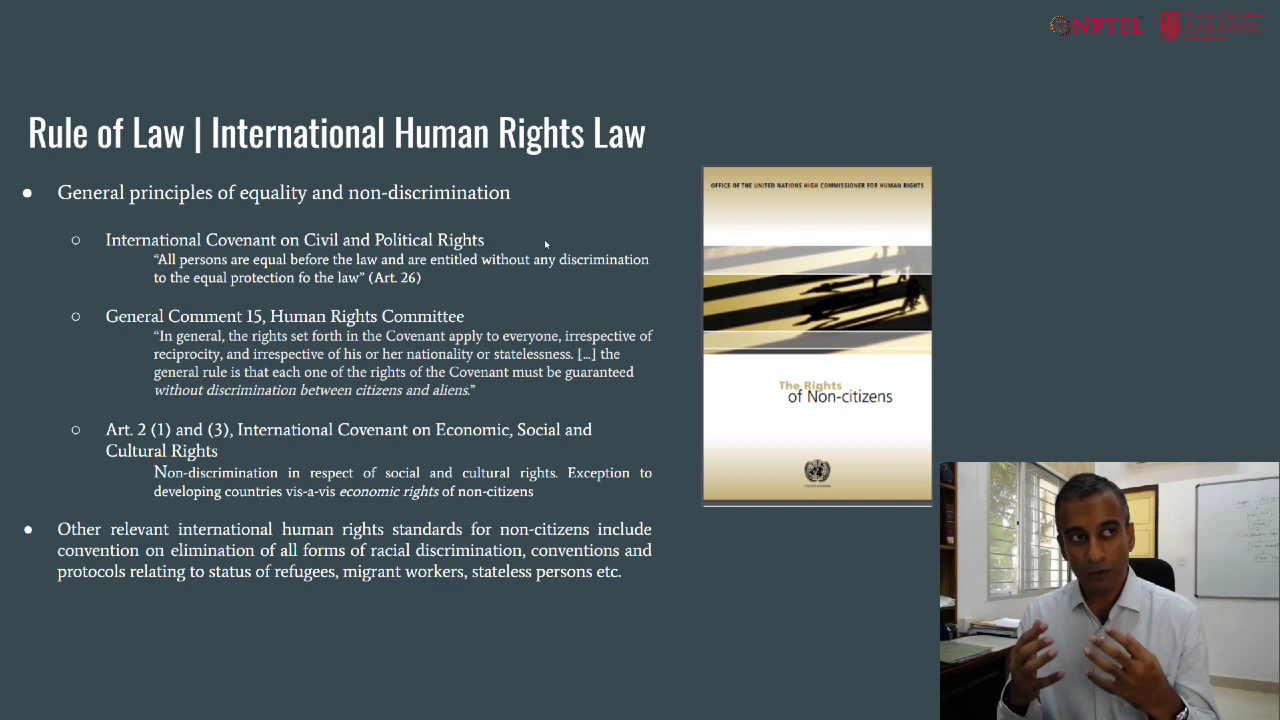 NPTEL
Rule of Law | International Human Rights Law
● General principles of equality and non-discrimination
○ International Covenant on Civil and Political Rights
“All persons are equal before the law and are entitled without any discrimination
to the equal protection fo the law” (Art. 26)
○ General Comment 15, Human Rights Committee
“In general, the rights set forth in the Covenant apply to everyone, irrespective of
reciprocity, and irrespective of his or her nationality or statelessness. [...] the
general rule is that each one of the rights of the Covenant must be guaranteed
without discrimination between citizens and aliens.”
○ Art. 2 (1) and (3), International Covenant on Economic, Social and
Cultural Rights
Non-discrimination in respect of social and cultural rights. Exception to
developing countries vis-a-vis economic rights of non-citizens
● Other relevant international human rights standards for non-citizens include
convention on elimination of all forms of racial discrimination, conventions and
protocols relating to status of refugees, migrant workers, stateless persons etc.
OFFICE OF THE UNITED NATIONS HIGH COMMISSIONER FOR HUMAN RIGHTS
The Rights
of Non-citizens
UNITED NATIONS